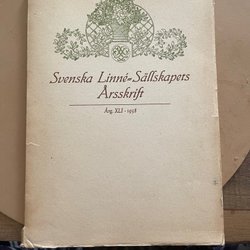 Svenska Linné-Sällskapets
Årsskrift
Årg. XLI · 1958